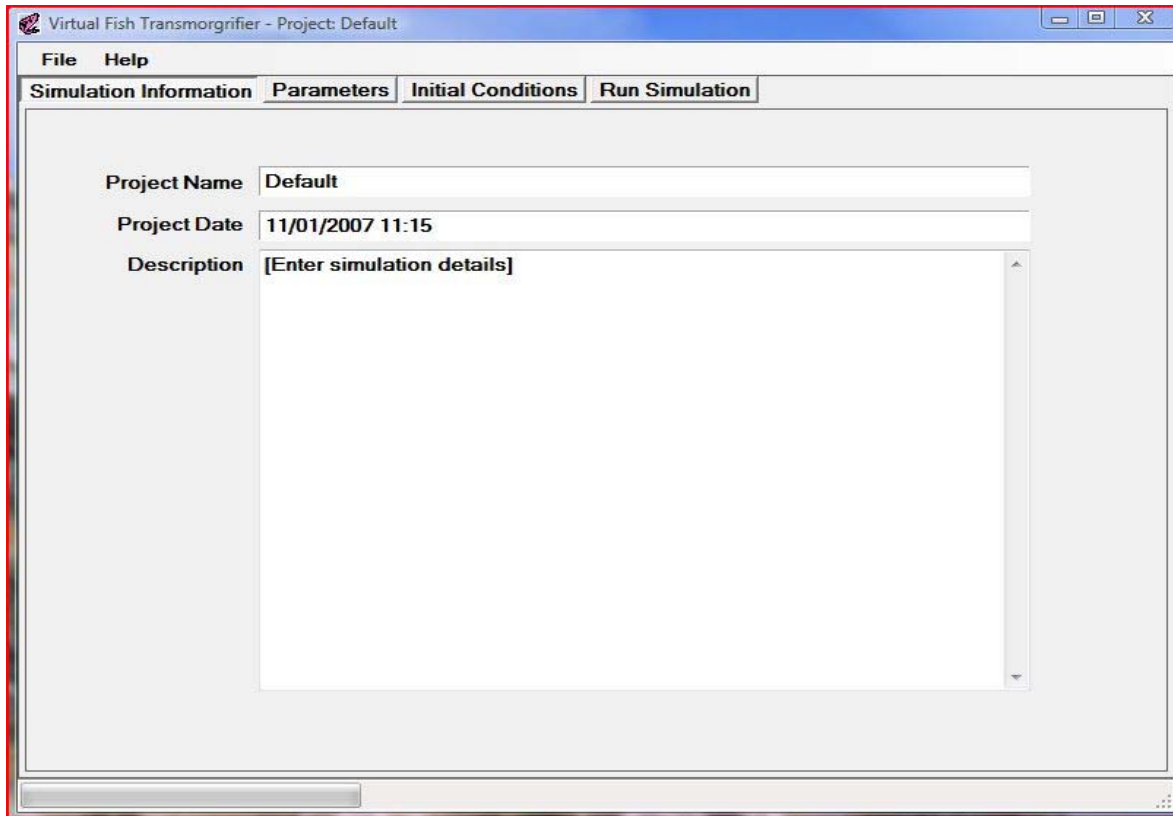 Virtual Fish Transmorgrifier - Project: Default
File Help
Simulation Information Parameters Initial Conditions Run Simulation
Project Name Default
Project Date 11/01/2007 11:15
Description [Enter simulation details]